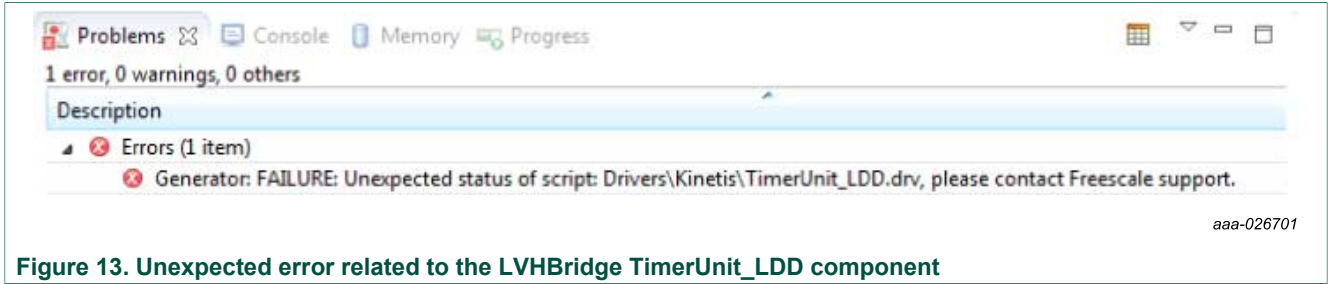 Problems Console Memory Progress
1 error, 0 warnings, 0 others
Description
Errors (1 item)
Generator: FAILURE: Unexpected status of script: Drivers\Kinetis\TimerUnit_LDD.drv, please contact Freescale support.
aaa-026701
Figure 13. Unexpected error related to the LVHBridge TimerUnit_LDD component